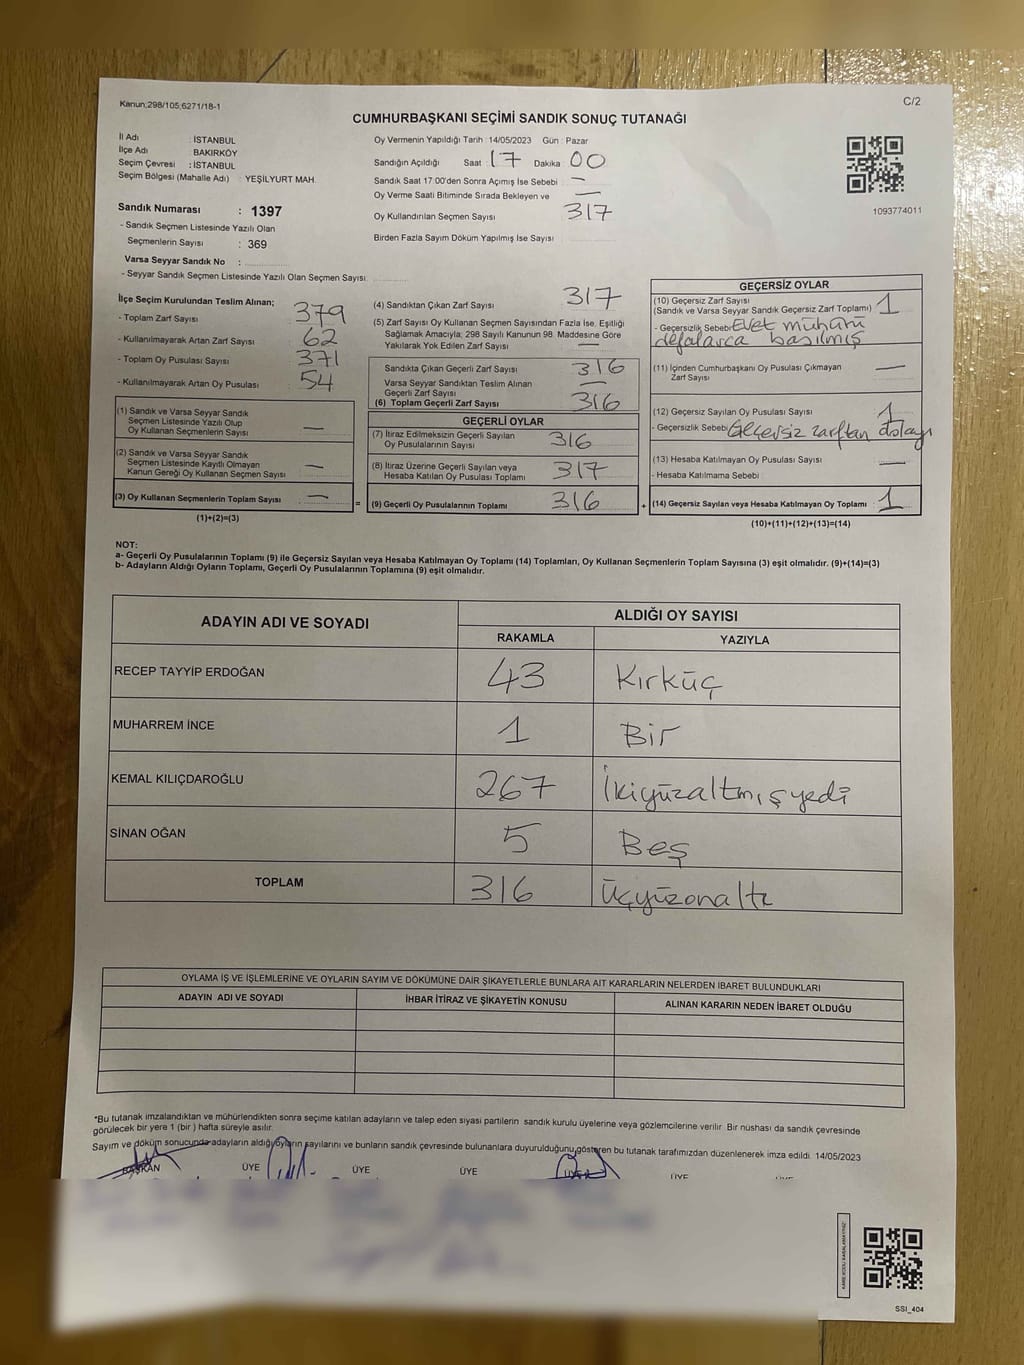 Kanun;298/105;6271/18-1
C/2
CUMHURBAŞKANI SEÇİMİ SANDIK SONUÇ TUTANAĞI
İl Adı : İSTANBUL
İlçe Adı : BAKIRKÖY
Seçim Çevresi : İSTANBUL
Seçim Bölgesi (Mahalle Adı) : YEŞİLYURT MAH.
Sandık Numarası : 1397
- Sandık Seçmen Listesinde Yazılı Olan
Seçmenlerin Sayısı : 369
Varsa Seyyar Sandık No :
- Seyyar Sandık Seçmen Listesinde Yazılı Olan Seçmen Sayısı:
Oy Vermenin Yapıldığı Tarih : 14/05/2023 Gün : Pazar
Sandığın Açıldığı Saat : 17 Dakika : 00
Sandık Saat 17:00'den Sonra Açımış İse Sebebi : —
Oy Verme Saati Bitiminde Sırada Bekleyen ve —
Oy Kullandırılan Seçmen Sayısı 317
Birden Fazla Sayım Döküm Yapılmış İse Sayısı
1093774011
İlçe Seçim Kurulundan Teslim Alınan;
- Toplam Zarf Sayısı : 379
- Kullanılmayarak Artan Zarf Sayısı : 62
- Toplam Oy Pusulası Sayısı : 371
- Kullanılmayarak Artan Oy Pusulası : 54
(1) Sandık ve Varsa Seyyar Sandık
Seçmen Listesinde Yazılı Olup
Oy Kullanan Seçmenlerin Sayısı : —
(2) Sandık ve Varsa Seyyar Sandık
Seçmen Listesinde Kayıtlı Olmayan
Kanun Gereği Oy Kullanan Seçmen Sayısı : —
(3) Oy Kullanan Seçmenlerin Toplam Sayısı : —
(1)+(2)=(3)
=
(4) Sandıktan Çıkan Zarf Sayısı : 317
(5) Zarf Sayısı Oy Kullanan Seçmen Sayısından Fazla İse, Eşitliği
Sağlamak Amacıyla; 298 Sayılı Kanunun 98. Maddesine Göre
Yakılarak Yok Edilen Zarf Sayısı : —
Sandıkta Çıkan Geçerli Zarf Sayısı : 316
Varsa Seyyar Sandıktan Teslim Alınan
Geçerli Zarf Sayısı : —
(6) Toplam Geçerli Zarf Sayısı : 316
GEÇERLİ OYLAR
(7) İtiraz Edilmeksizin Geçerli Sayılan
Oy Pusulalarının Sayısı : 316
(8) İtiraz Üzerine Geçerli Sayılan veya
Hesaba Katılan Oy Pusulaları Toplamı : 317
(9) Geçerli Oy Pusulalarının Toplamı : 316
+
GEÇERSİZ OYLAR
(10) Geçersiz Zarf Sayısı
(Sandık ve Varsa Seyyar Sandık Geçersiz Zarf Toplamı) : 1
- Geçersizlik Sebebi : Evet mühürü
defalarca basılmış
(11) İçinden Cumhurbaşkanı Oy Pusulası Çıkmayan
Zarf Sayısı : —
(12) Geçersiz Sayılan Oy Pusulası Sayısı : 1
- Geçersizlik Sebebi : Geçersiz zarftan dolayı
(13) Hesaba Katılmayan Oy Pusulası Sayısı : —
- Hesaba Katılmama Sebebi :
(14) Geçersiz Sayılan veya Hesaba Katılmayan Oy Toplamı : 1
(10)+(11)+(12)+(13)=(14)
NOT:
a- Geçerli Oy Pusulalarının Toplamı (9) ile Geçersiz Sayılan veya Hesaba Katılmayan Oy Toplamı (14) Toplamları, Oy Kullanan Seçmenlerin Toplam Sayısına (3) eşit olmalıdır. (9)+(14)=(3)
b- Adayların Aldığı Oyların Toplamı, Geçerli Oy Pusulalarının Toplamına (9) eşit olmalıdır.
ADAYIN ADI VE SOYADI
ALDIĞI OY SAYISI
RAKAMLA YAZIYLA
RECEP TAYYİP ERDOĞAN 43 Kırküç
MUHARREM İNCE 1 Bir
KEMAL KILIÇDAROĞLU 267 İkiyüzaltmışyedi
SİNAN OĞAN 5 Beş
TOPLAM 316 Üçyüzonaltı
OYLAMA İŞ VE İŞLEMLERİNE VE OYLARIN SAYIM VE DÖKÜMÜNE DAİR ŞİKAYETLERLE BUNLARA AİT KARARLARIN NELERDEN İBARET BULUNDUKLARI
ADAYIN ADI VE SOYADI İHBAR İTİRAZ VE ŞİKAYETİN KONUSU ALINAN KARARIN NEDEN İBARET OLDUĞU
*Bu tutanak imzalandıktan ve mühürlendikten sonra seçime katılan adayların ve talep eden siyasi partilerin sandık kurulu üyelerine veya gözlemcilerine verilir. Bir nüshası da sandık çevresinde
görülecek bir yere 1 (bir ) hafta süreyle asılır.
Sayım ve döküm sonucunda adayların aldığı oyların sayılarını ve bunların sandık çevresinde bulunanlara duyurulduğunu gösteren bu tutanak tarafımızdan düzenlenerek imza edildi. 14/05/2023
BAŞKAN ÜYE ÜYE ÜYE ÜYE ÜYE ÜYE
SSI_404